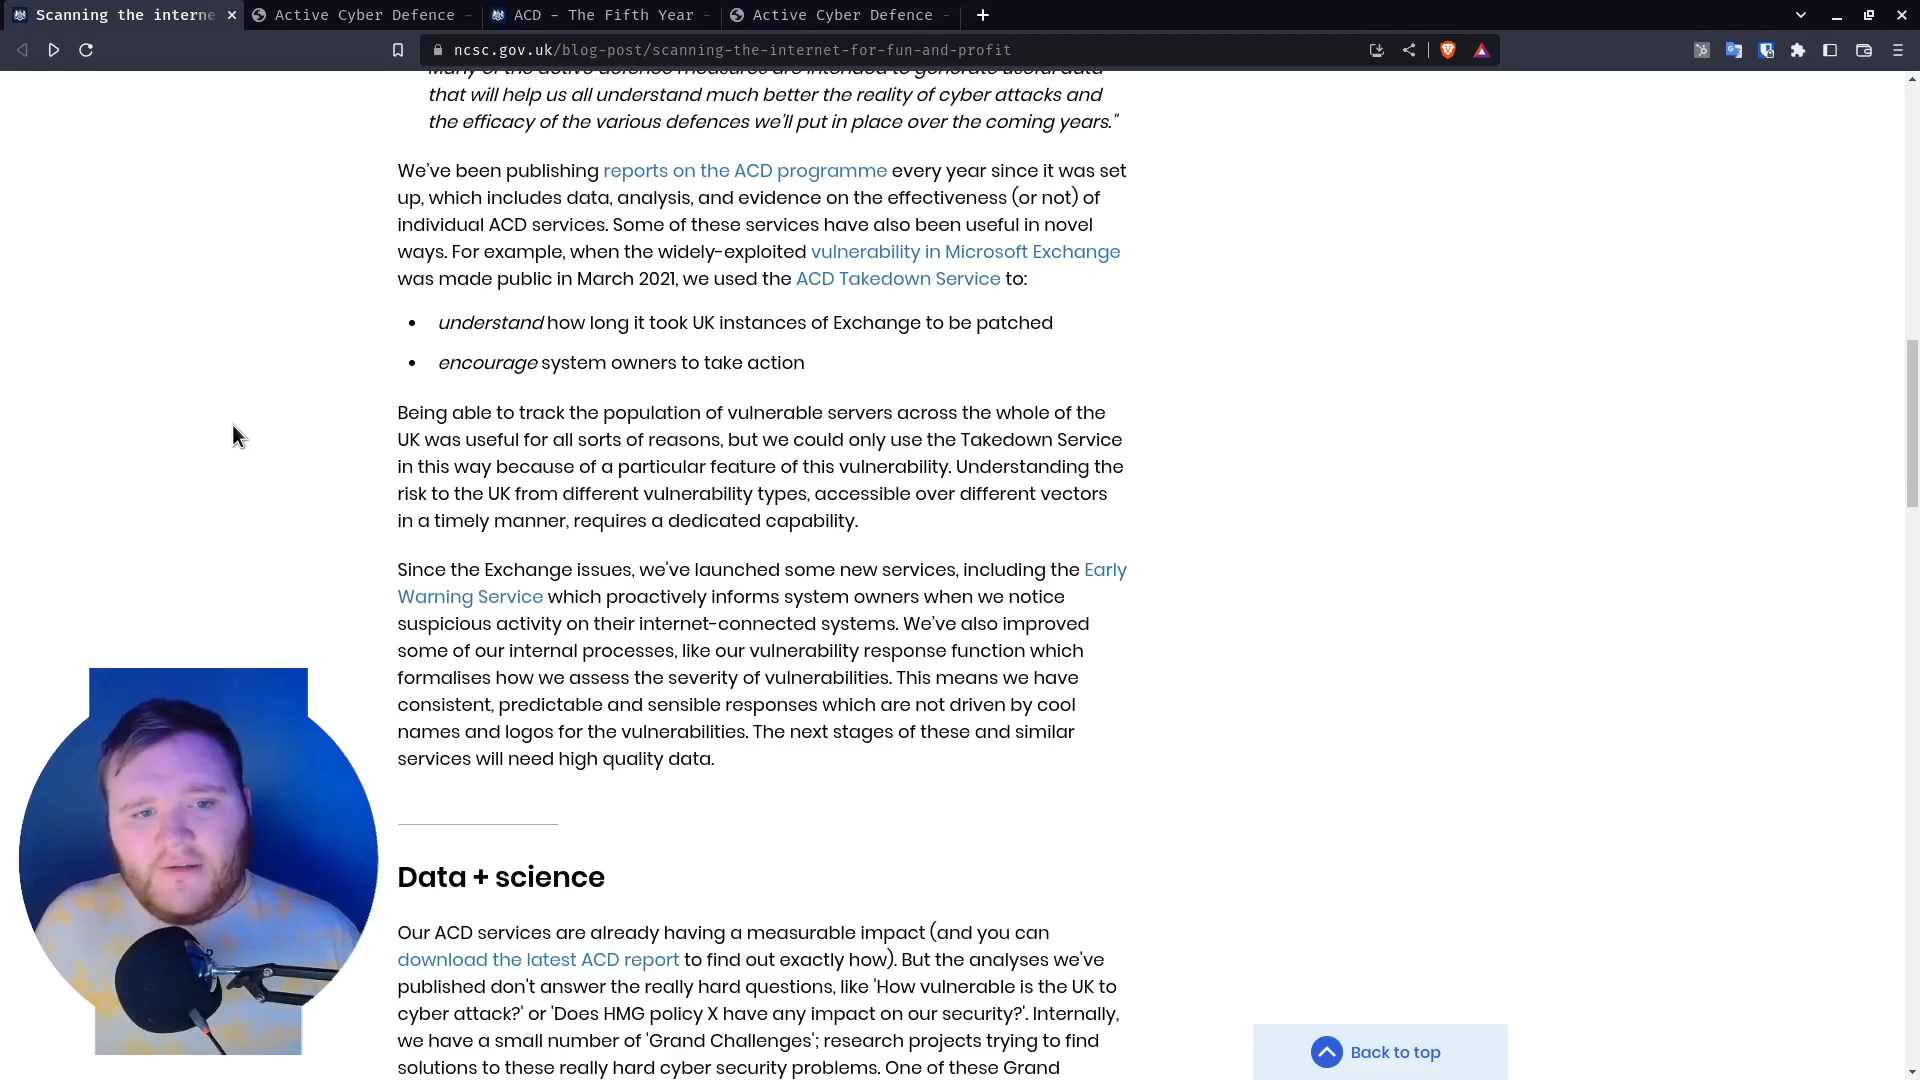 Scanning the interne
Active Cyber Defence -
ACD - The Fifth Year -
Active Cyber Defence -
ncsc.gov.uk/blog-post/scanning-the-internet-for-fun-and-profit
Many of the active defence measures are intended to generate useful data
that will help us all understand much better the reality of cyber attacks and
the efficacy of the various defences we'll put in place over the coming years."
We've been publishing reports on the ACD programme every year since it was set
up, which includes data, analysis, and evidence on the effectiveness (or not) of
individual ACD services. Some of these services have also been useful in novel
ways. For example, when the widely-exploited vulnerability in Microsoft Exchange
was made public in March 2021, we used the ACD Takedown Service to:
• understand how long it took UK instances of Exchange to be patched
• encourage system owners to take action
Being able to track the population of vulnerable servers across the whole of the
UK was useful for all sorts of reasons, but we could only use the Takedown Service
in this way because of a particular feature of this vulnerability. Understanding the
risk to the UK from different vulnerability types, accessible over different vectors
in a timely manner, requires a dedicated capability.
Since the Exchange issues, we've launched some new services, including the Early
Warning Service which proactively informs system owners when we notice
suspicious activity on their internet-connected systems. We've also improved
some of our internal processes, like our vulnerability response function which
formalises how we assess the severity of vulnerabilities. This means we have
consistent, predictable and sensible responses which are not driven by cool
names and logos for the vulnerabilities. The next stages of these and similar
services will need high quality data.
Data + science
Our ACD services are already having a measurable impact (and you can
download the latest ACD report to find out exactly how). But the analyses we've
published don't answer the really hard questions, like 'How vulnerable is the UK to
cyber attack?' or 'Does HMG policy X have any impact on our security?'. Internally,
we have a small number of 'Grand Challenges'; research projects trying to find
solutions to these really hard cyber security problems. One of these Grand
Back to top